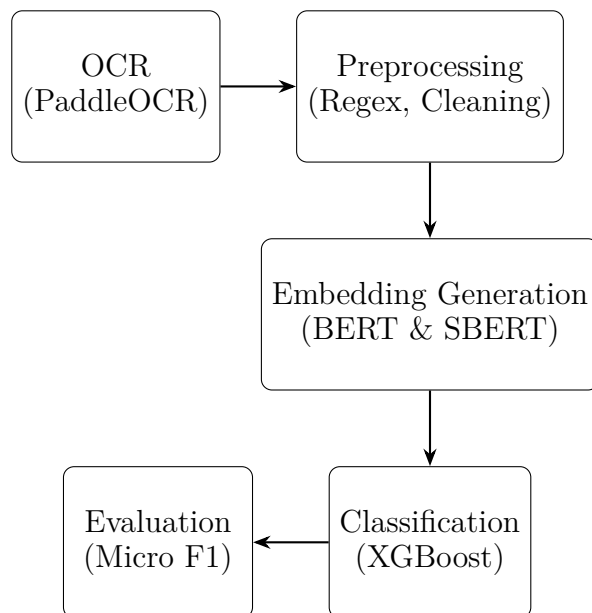 OCR
(PaddleOCR)
Preprocessing
(Regex, Cleaning)
Embedding Generation
(BERT & SBERT)
Evaluation
(Micro F1)
Classification
(XGBoost)